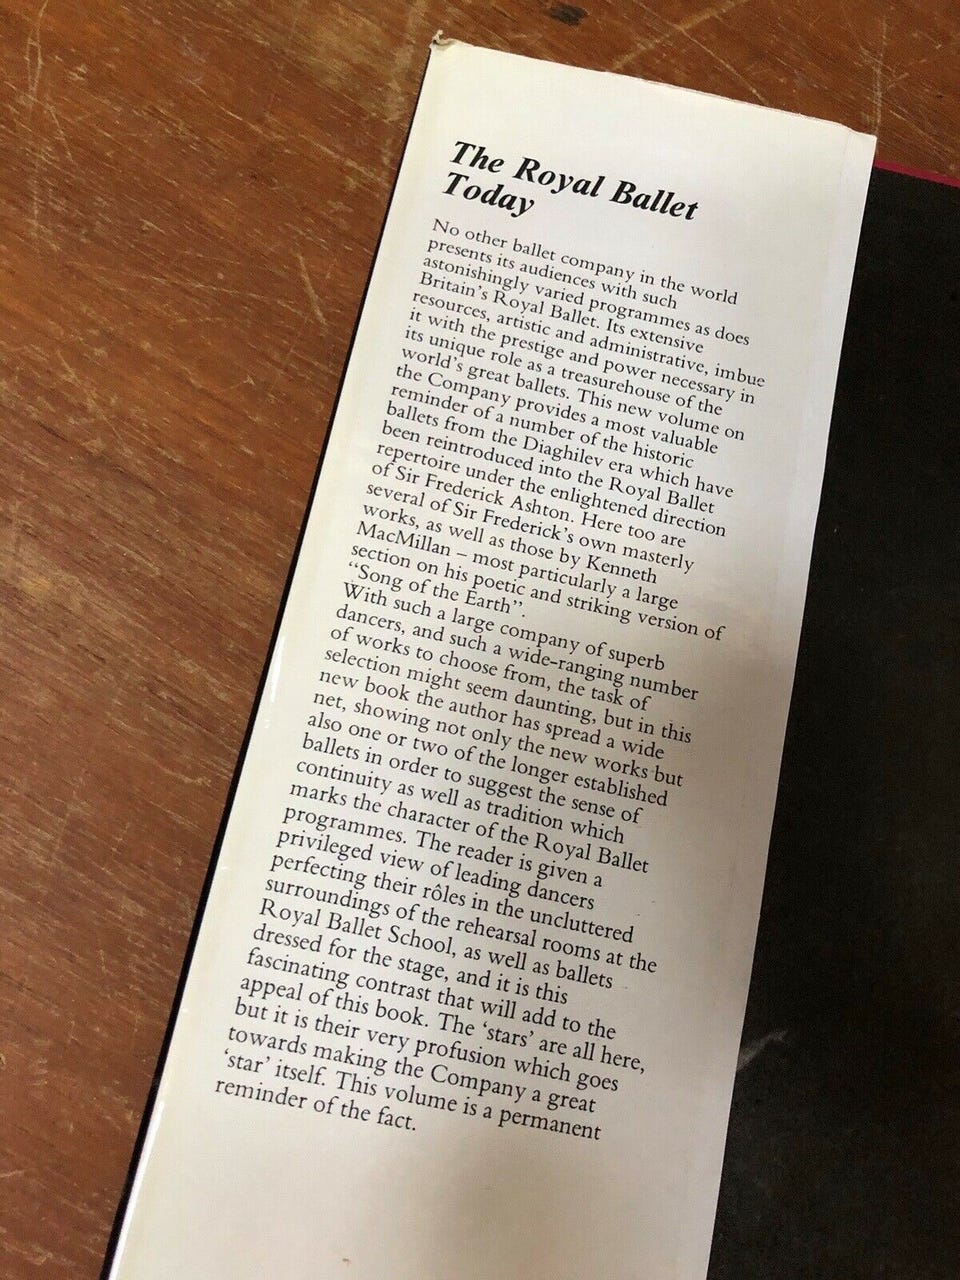 The Royal Ballet
Today
No other ballet company in the world
presents its audiences with such
astonishingly varied programmes as does
Britain's Royal Ballet. Its extensive
resources, artistic and administrative, imbue
it with the prestige and power necessary in
its unique role as a treasurehouse of the
world's great ballets. This new volume on
the Company provides a most valuable
reminder of a number of the historic
ballets from the Diaghilev era which have
been reintroduced into the Royal Ballet
repertoire under the enlightened direction
of Sir Frederick Ashton. Here too are
several of Sir Frederick's own masterly
works, as well as those by Kenneth
MacMillan – most particularly a large
section on his poetic and striking version of
“Song of the Earth”.
With such a large company of superb
dancers, and such a wide-ranging number
of works to choose from, the task of
selection might seem daunting, but in this
new book the author has spread a wide
net, showing not only the new works but
also one or two of the longer established
ballets in order to suggest the sense of
continuity as well as tradition which
marks the character of the Royal Ballet
programmes. The reader is given a
privileged view of leading dancers
perfecting their rôles in the uncluttered
surroundings of the rehearsal rooms at the
Royal Ballet School, as well as ballets
dressed for the stage, and it is this
fascinating contrast that will add to the
appeal of this book. The ‘stars’ are all here,
but it is their very profusion which goes
towards making the Company a great
‘star’ itself. This volume is a permanent
reminder of the fact.